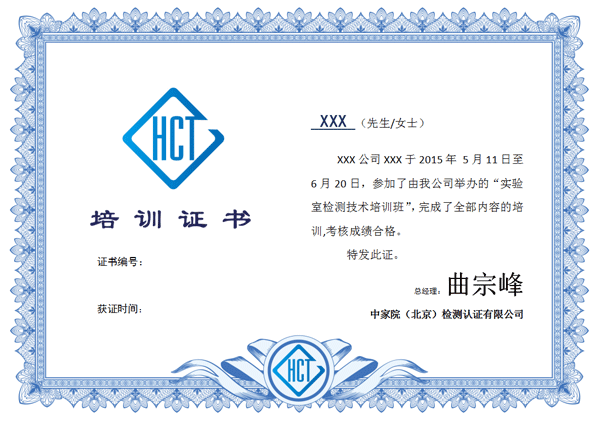 HCT
培训证书
证书编号：
获证时间：
XXX （先生/女士）
XXX 公司 XXX 于 2015 年 5 月 11 日至
6 月 20 日，参加了由我公司举办的“实验
室检测技术培训班”，完成了全部内容的培
训,考核成绩合格。
特发此证。
总经理：曲宗峰
中家院（北京）检测认证有限公司
HCT